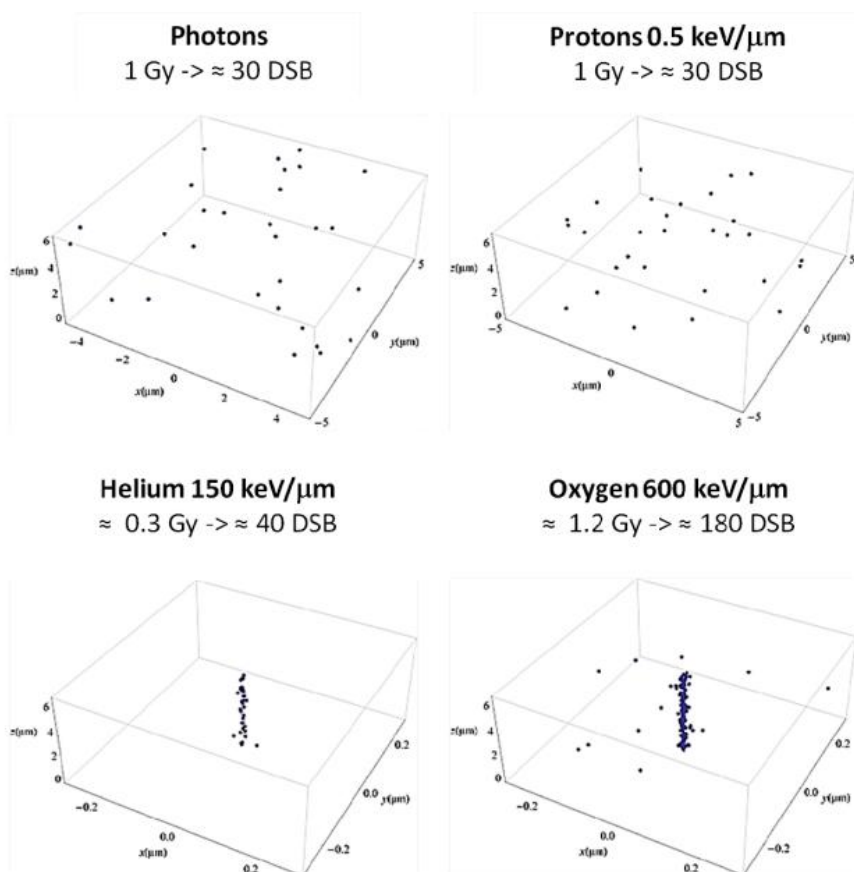 Photons
1 Gy -> ≈ 30 DSB
Protons 0.5 keV/μm
1 Gy -> ≈ 30 DSB
6
4
2
0
z(μm)
-4
-2
0
2
4
x(μm)
-5
0
5
y(μm)
6
4
2
0
z(μm)
-5
0
5
x(μm)
-5
0
5
y(μm)
Helium 150 keV/μm
≈ 0.3 Gy -> ≈ 40 DSB
Oxygen 600 keV/μm
≈ 1.2 Gy -> ≈ 180 DSB
6
4
2
0
z(μm)
-0.2
0.0
0.2
x(μm)
-0.2
0.0
0.2
y(μm)
6
4
2
0
z(μm)
-0.2
0.0
0.2
x(μm)
-0.2
0.0
0.2
y(μm)